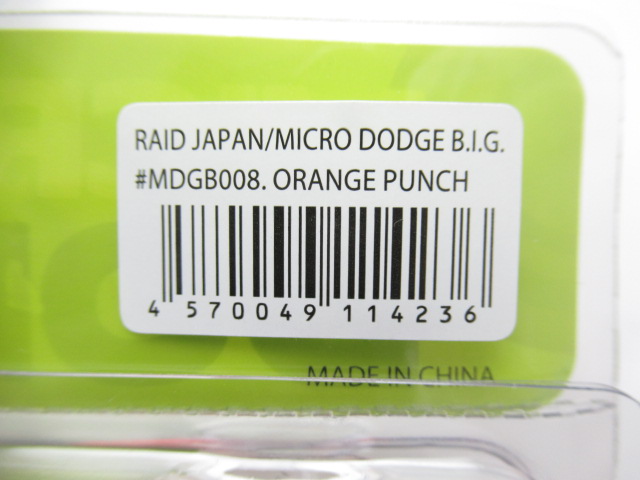 RAID JAPAN/MICRO DODGE B.I.G.
#MDGB008. ORANGE PUNCH
4 570049 114236
MADE IN CHINA